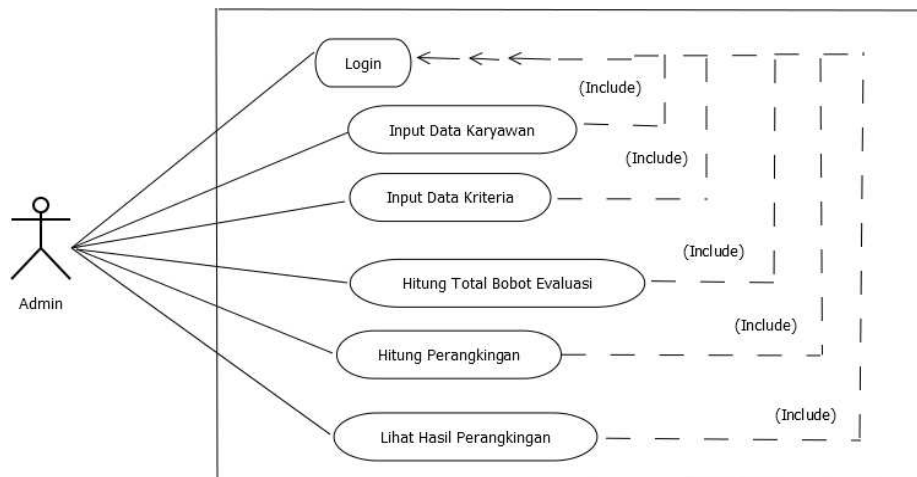 Login
(Include)
Input Data Karyawan
(Include)
Input Data Kriteria
Admin
(Include)
Hitung Total Bobot Evaluasi
(Include)
Hitung Perangkingan
(Include)
Lihat Hasil Perangkingan